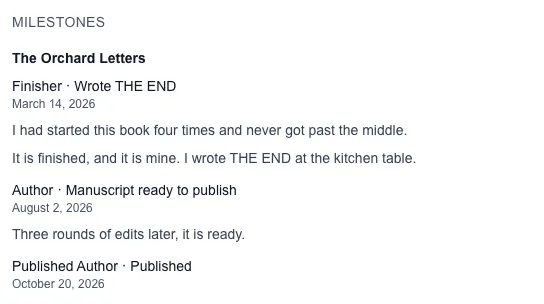 MILESTONES
The Orchard Letters
Finisher · Wrote THE END
March 14, 2026
I had started this book four times and never got past the middle.
It is finished, and it is mine. I wrote THE END at the kitchen table.
Author · Manuscript ready to publish
August 2, 2026
Three rounds of edits later, it is ready.
Published Author · Published
October 20, 2026